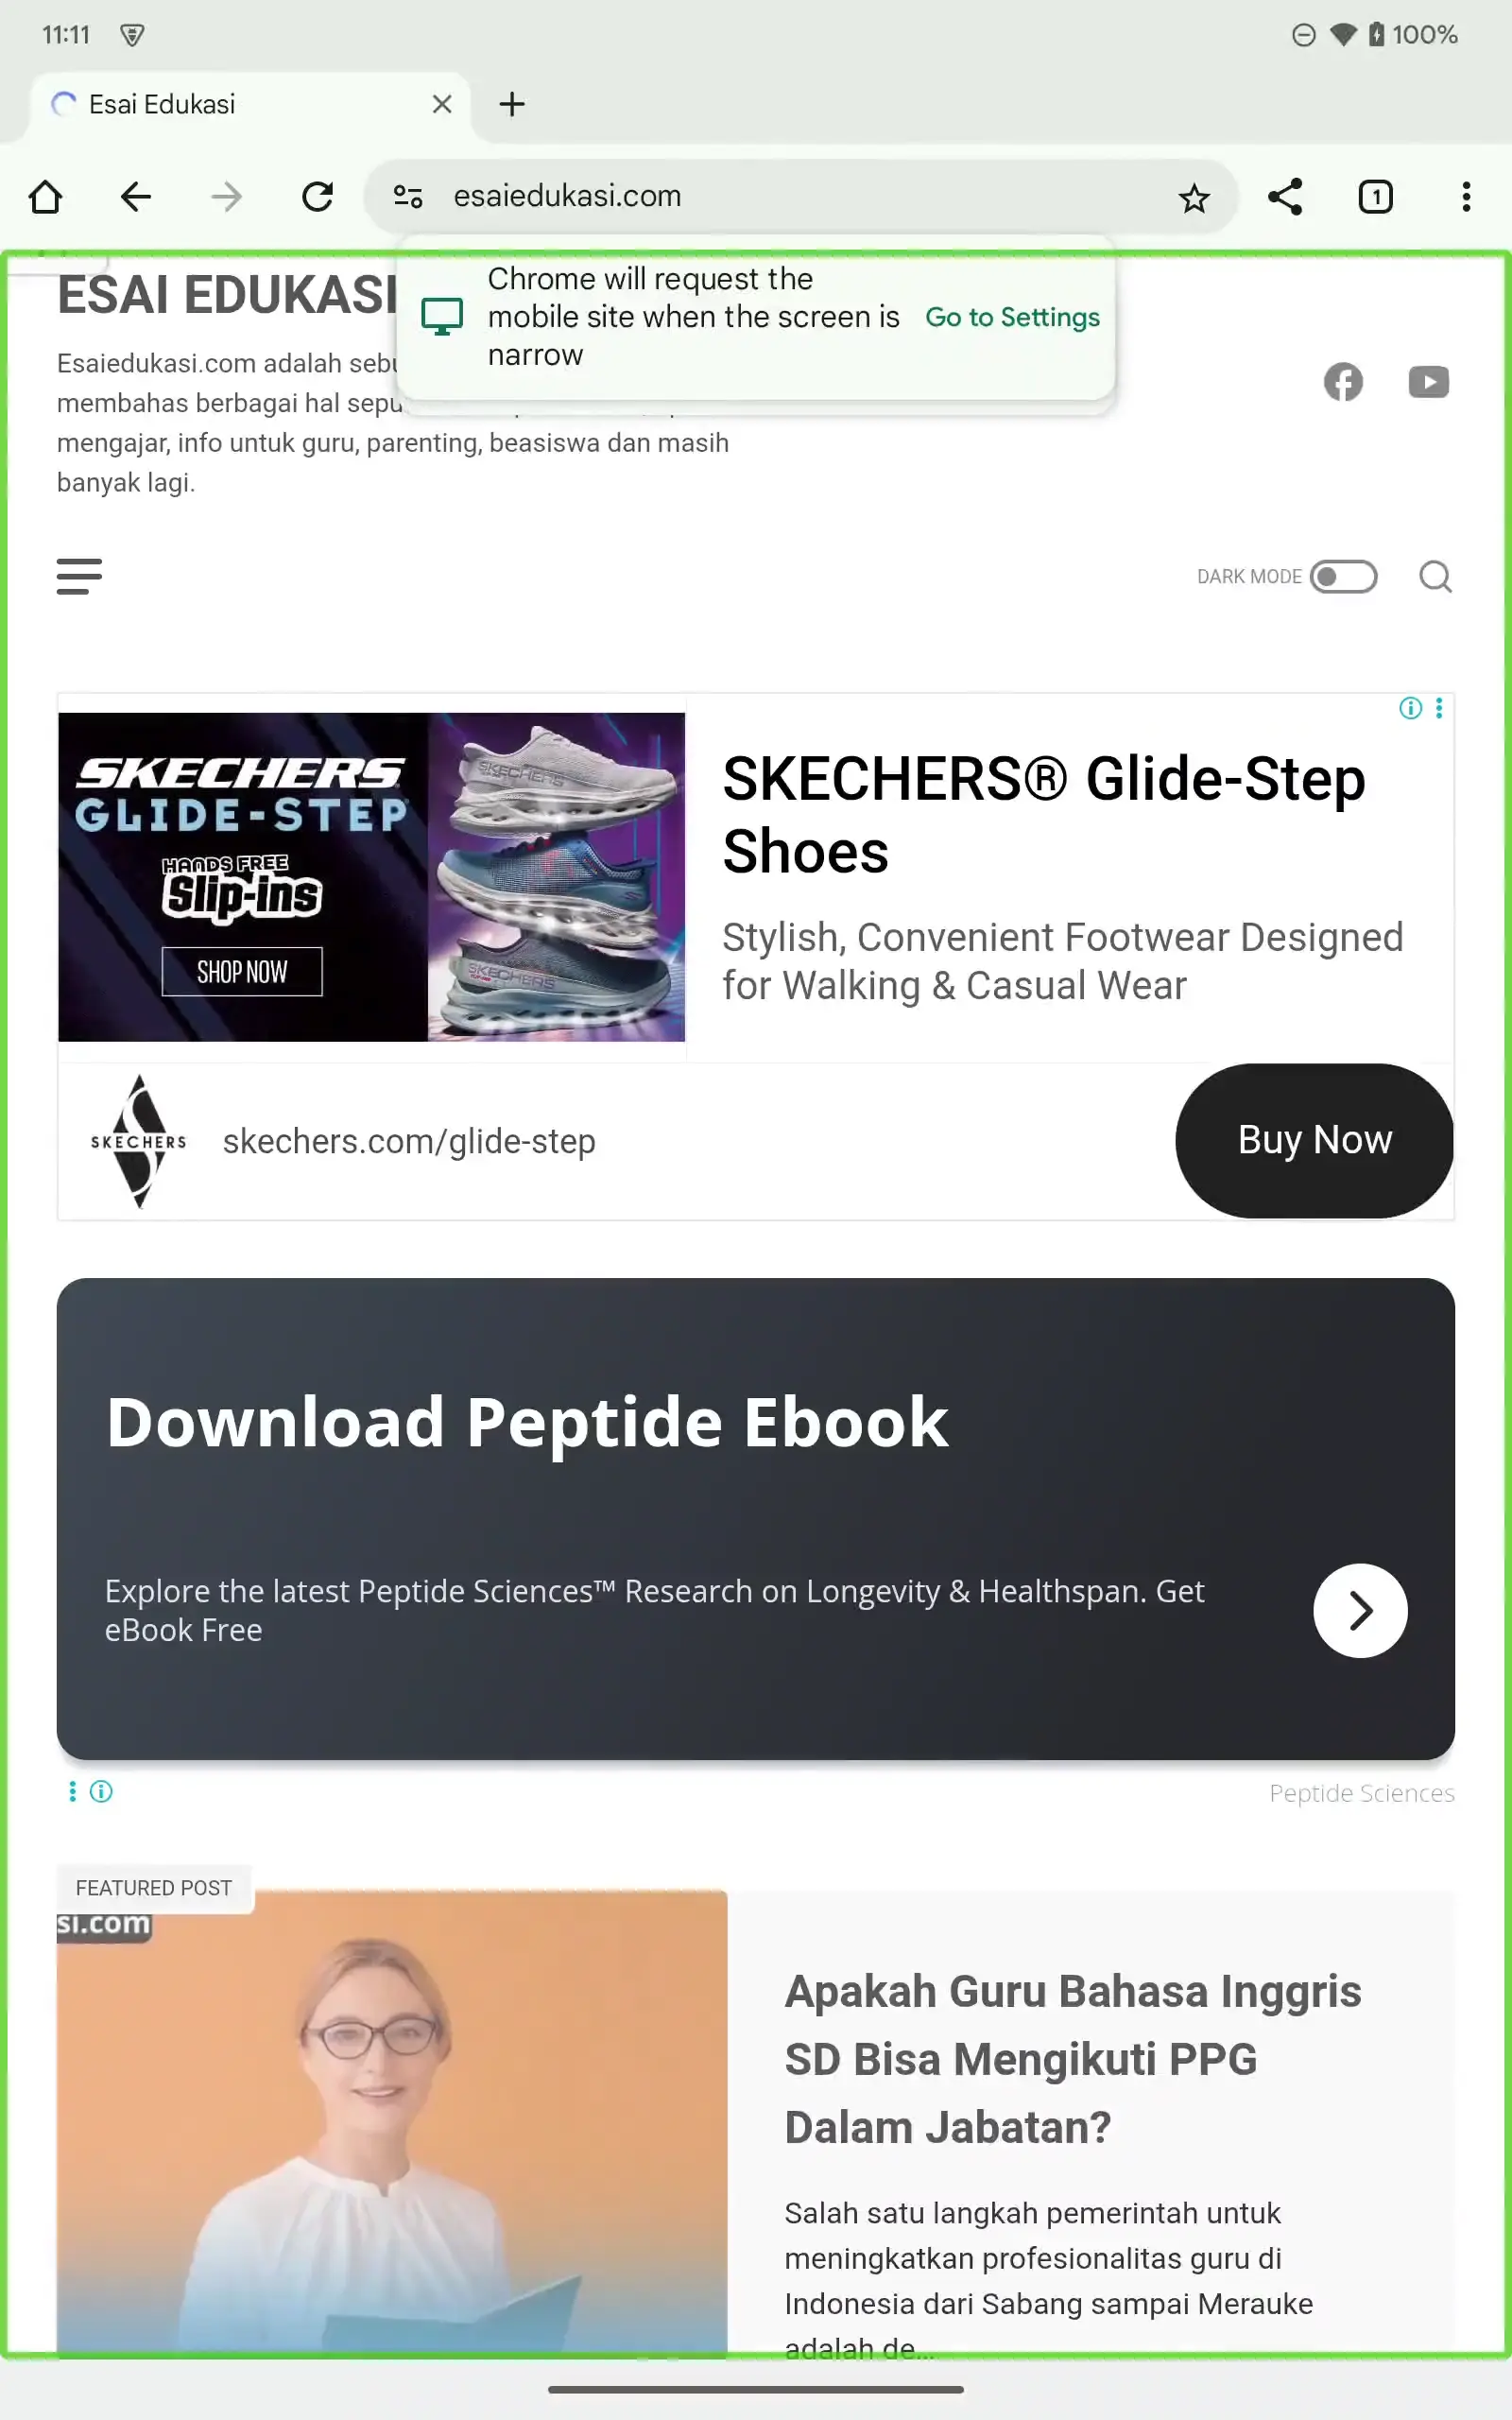 11:11
100%
Esai Edukasi
1
esaiedukasi.com
Chrome will request the
mobile site when the screen is
narrow
Go to Settings
ESAI EDUKASI
Esaiedukasi.com adalah
membahas berbagai hal
mengajar, info untuk guru, parenting, beasiswa dan masih
banyak lagi.
DARK MODE
SKECHERS
GLIDE-STEP
HANDS FREE
Slip-ins
SHOP NOW
SKECHERS
SKECHERS
SKECHERS® Glide-Step
Shoes
Stylish, Convenient Footwear Designed
for Walking & Casual Wear
SKECHERS
skechers.com/glide-step
Buy Now
Download Peptide Ebook
Explore the latest Peptide Sciences™ Research on Longevity & Healthspan. Get
eBook Free
Peptide Sciences
FEATURED POST
si.com
Apakah Guru Bahasa Inggris
SD Bisa Mengikuti PPG
Dalam Jabatan?
Salah satu langkah pemerintah untuk
meningkatkan profesionalitas guru di
Indonesia dari Sabang sampai Merauke
adalah de...